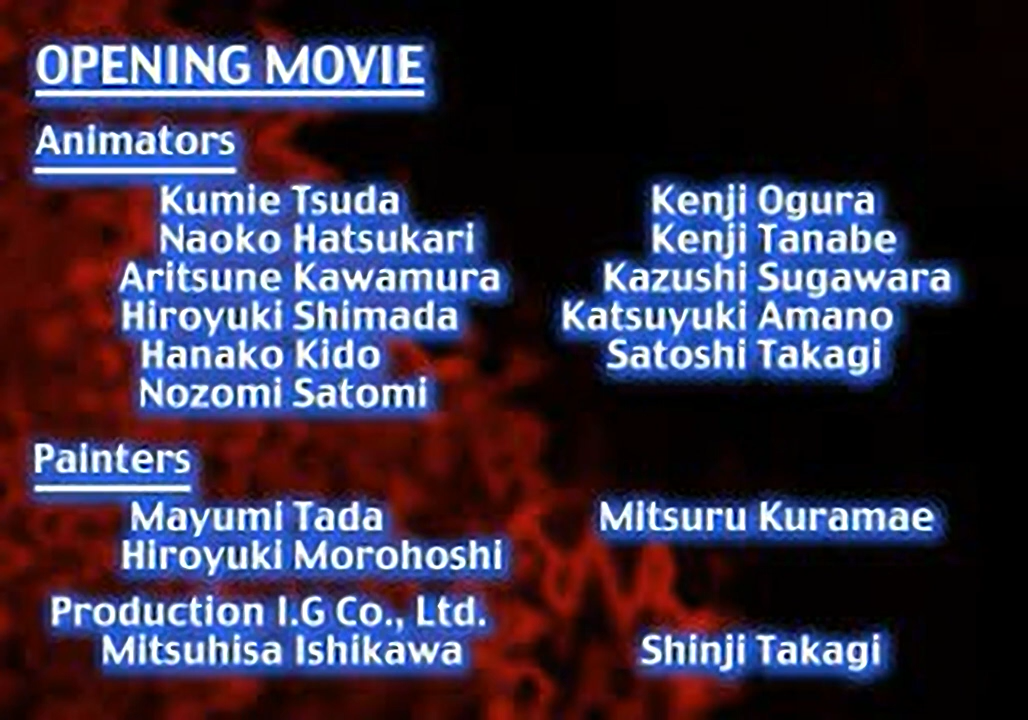 OPENING MOVIE
Animators
Kumie Tsuda Kenji Ogura
Naoko Hatsukari Kenji Tanabe
Aritsune Kawamura Kazushi Sugawara
Hiroyuki Shimada Katsuyuki Amano
Hanako Kido Satoshi Takagi
Nozomi Satomi
Painters
Mayumi Tada Mitsuru Kuramae
Hiroyuki Morohoshi
Production I.G Co., Ltd.
Mitsuhisa Ishikawa Shinji Takagi